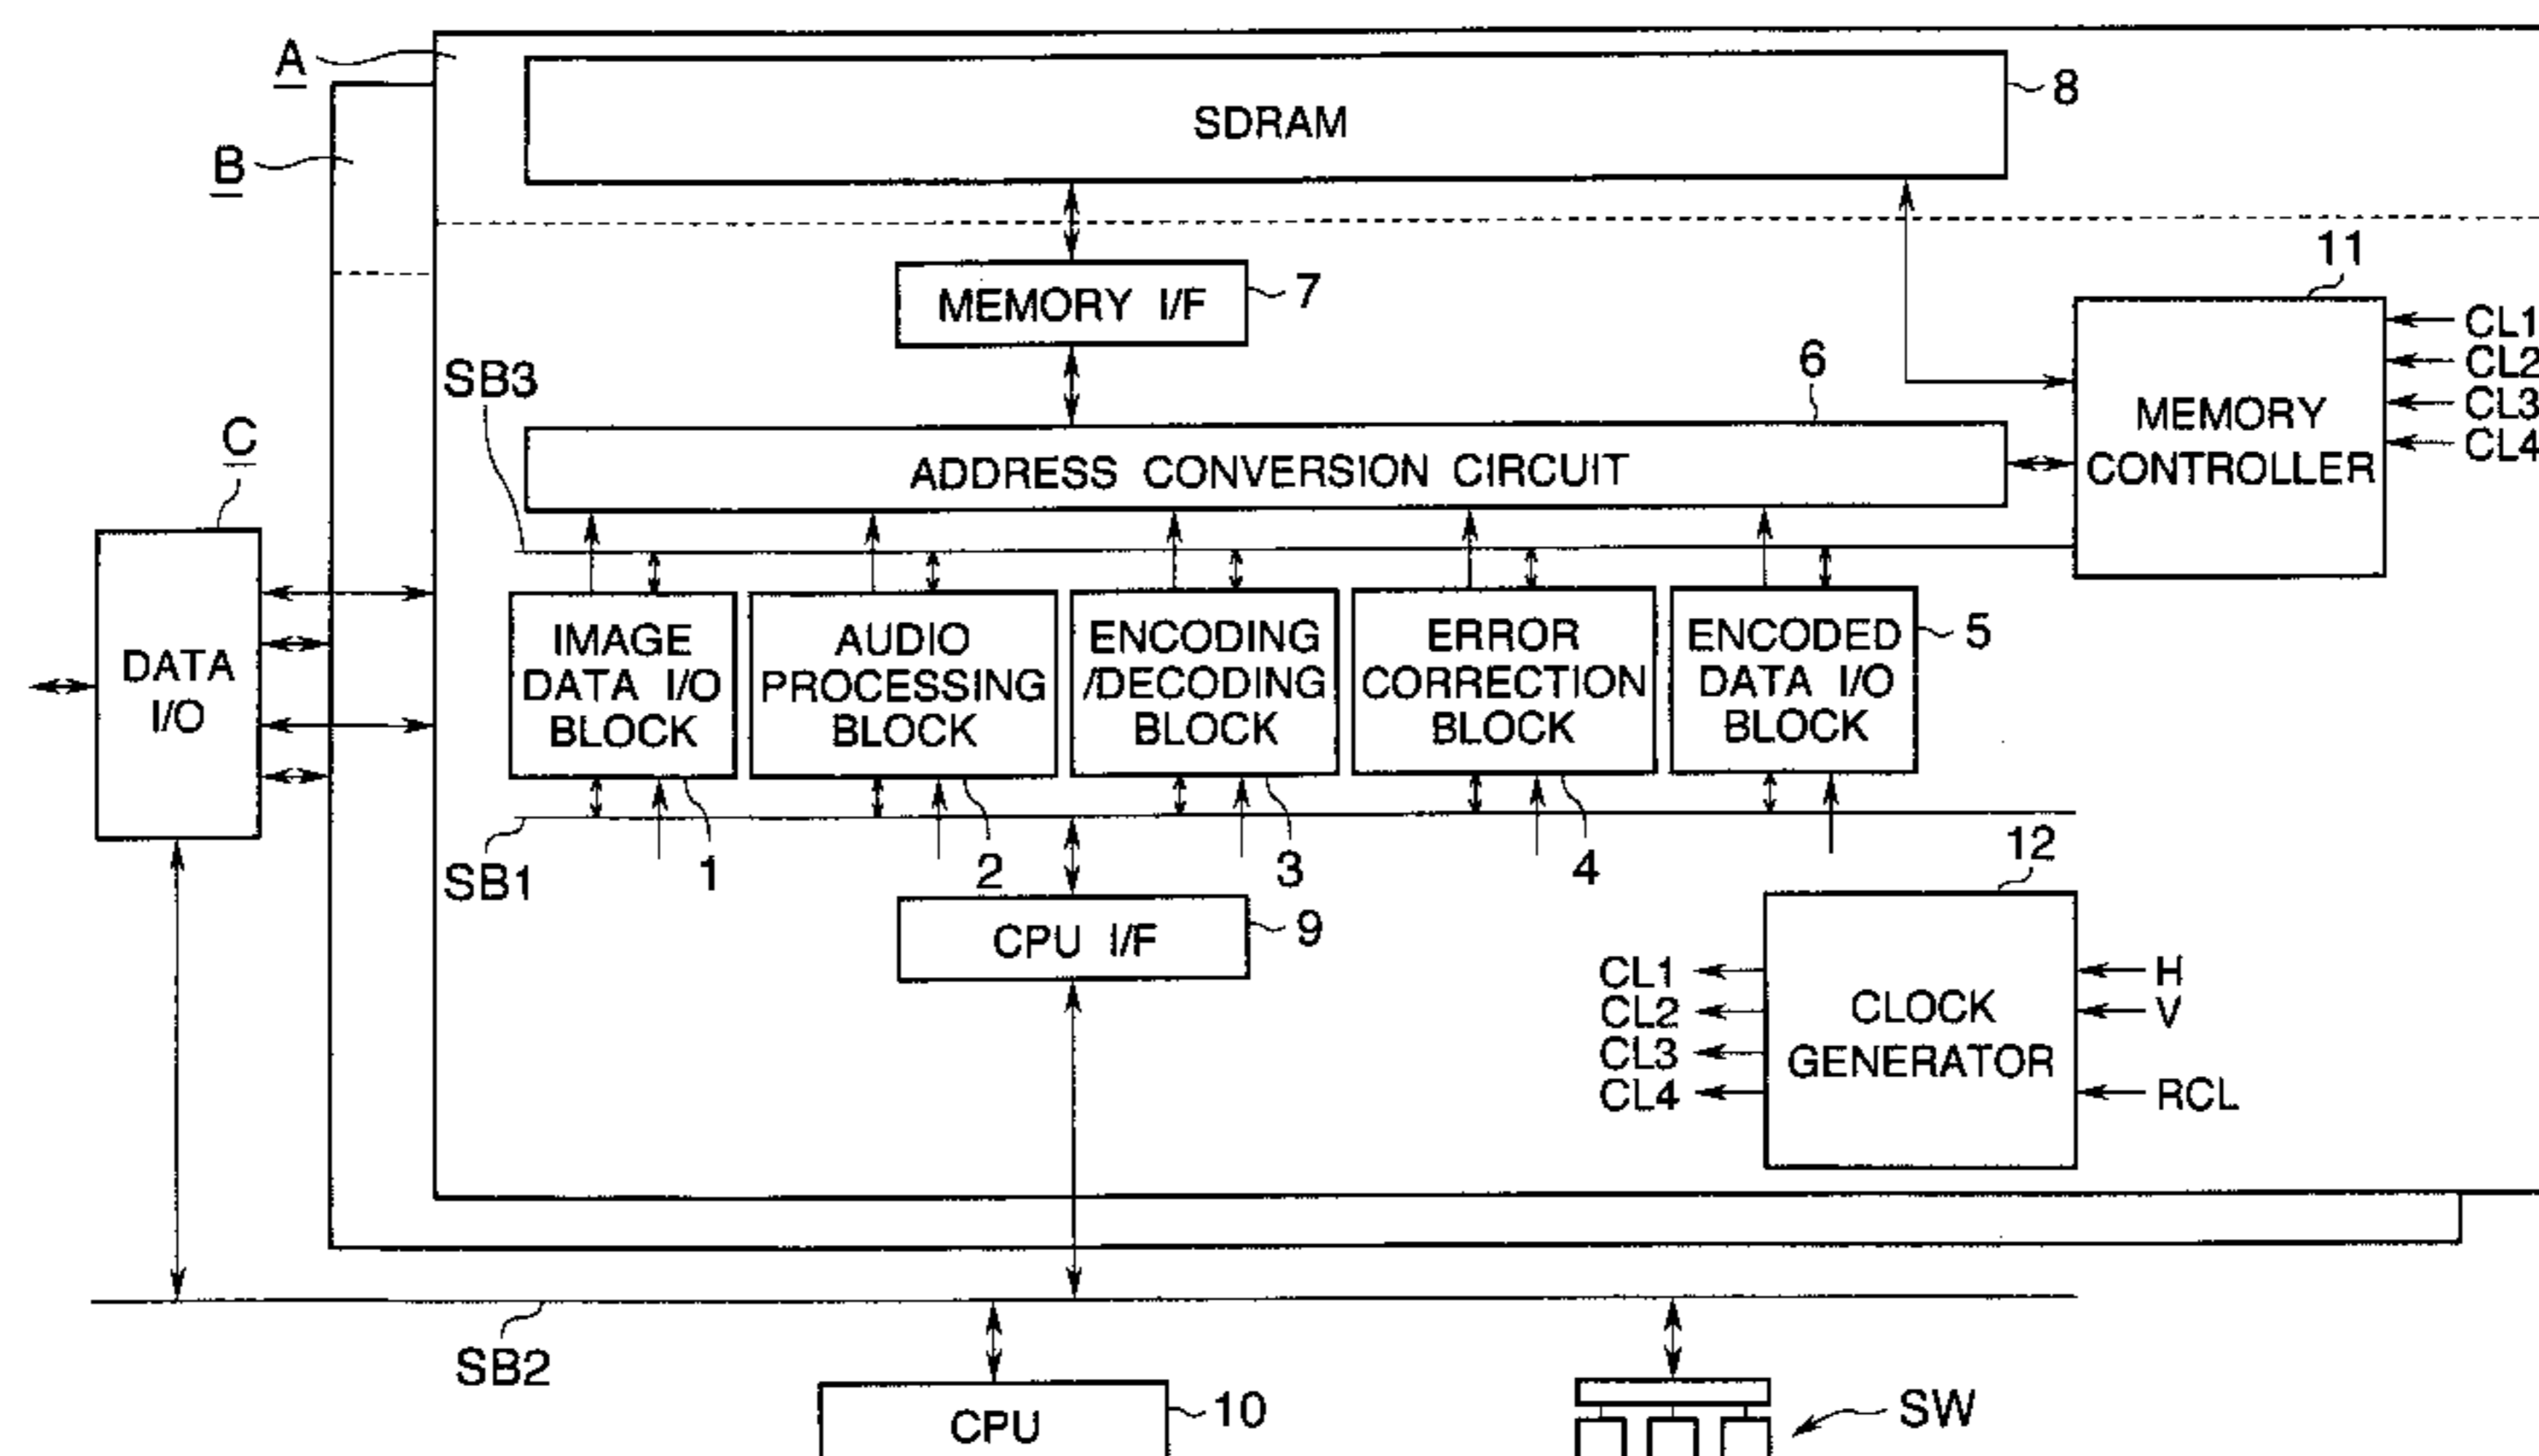 A
SDRAM
8
B
11
MEMORY I/F
7
CL1
CL2
CL3
CL4
6
SB3
MEMORY
CONTROLLER
C
ADDRESS CONVERSION CIRCUIT
DATA
I/O
IMAGE
DATA I/O
BLOCK
AUDIO
PROCESSING
BLOCK
ENCODING
/DECODING
BLOCK
ERROR
CORRECTION
BLOCK
ENCODED
DATA I/O
BLOCK
5
SB1
1
2
3
4
12
CPU I/F
9
CL1
CL2
CL3
CL4
CLOCK
GENERATOR
H
V
RCL
SB2
CPU
10
SW